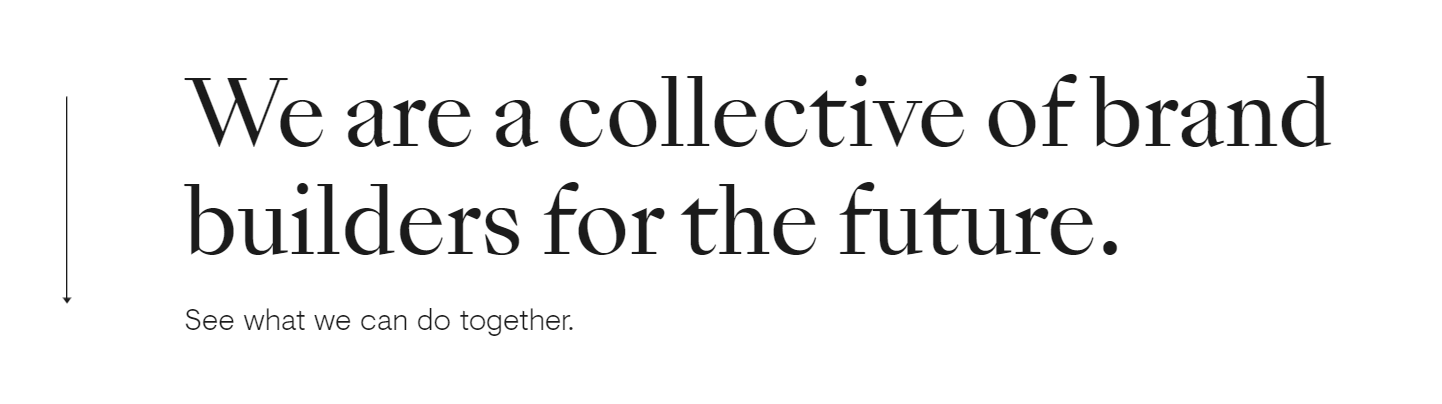 We are a collective of brand
builders for the future.
See what we can do together.